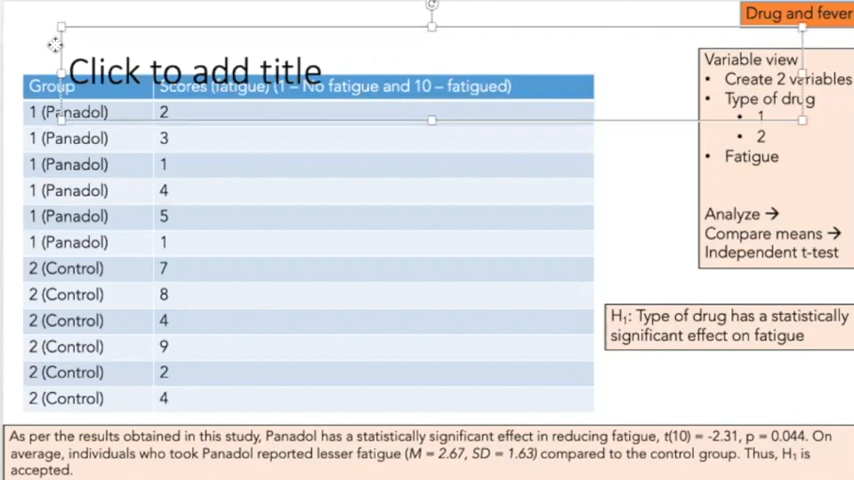 Drug and fever
Click to add title
Group Scores (fatigue) (1 – No fatigue and 10 – fatigued)
1 (Panadol) 2
1 (Panadol) 3
1 (Panadol) 1
1 (Panadol) 4
1 (Panadol) 5
1 (Panadol) 1
2 (Control) 7
2 (Control) 8
2 (Control) 4
2 (Control) 9
2 (Control) 2
2 (Control) 4
Variable view
• Create 2 variables
• Type of drug
• 1
• 2
• Fatigue
Analyze →
Compare means →
Independent t-test
H₁: Type of drug has a statistically
significant effect on fatigue
As per the results obtained in this study, Panadol has a statistically significant effect in reducing fatigue, t(10) = -2.31, p = 0.044. On
average, individuals who took Panadol reported lesser fatigue (M = 2.67, SD = 1.63) compared to the control group. Thus, H₁ is
accepted.